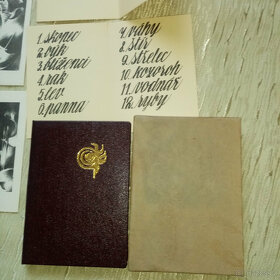 1. skopec
2. býk
3. blíženci
4. rak
5. lev
6. panna
7. váhy
8. štír
9. střelec
10. kozoroh
11. vodnář
12. ryby